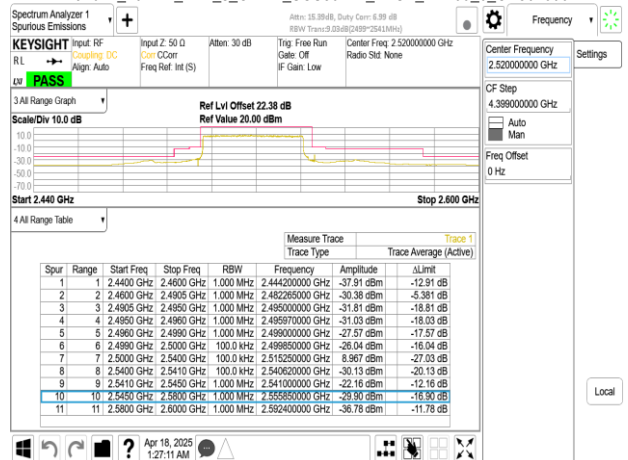 Spectrum Analyzer 1
Spurious Emissions
Attn: 15.39dB, Duty Corr: 6.99 dB
RBW Trans:9.03dB(2499~2541MHz)
Frequency
KEYSIGHT
RL
Input: RF
Coupling: DC
Align: Auto
Input Z: 50 Ω
Corr CCorr
Freq Ref: Int (S)
Atten: 30 dB
Trig: Free Run
Gate: Off
IF Gain: Low
Center Freq: 2.520000000 GHz
Radio Std: None
LXI PASS
Center Frequency
2.520000000 GHz
Settings
CF Step
4.399000000 GHz
Auto
Man
Freq Offset
0 Hz
3 All Range Graph
Scale/Div 10.0 dB
Ref Lvl Offset 22.38 dB
Ref Value 20.00 dBm
10.0
-10.0
-30.0
-50.0
-70.0
Start 2.440 GHz Stop 2.600 GHz
4 All Range Table
Measure Trace Trace 1
Trace Type Trace Average (Active)
Spur Range Start Freq Stop Freq RBW Frequency Amplitude ΔLimit
1 1 2.4400 GHz 2.4600 GHz 1.000 MHz 2.444200000 GHz -37.91 dBm -12.91 dB
2 2 2.4600 GHz 2.4905 GHz 1.000 MHz 2.482265000 GHz -30.38 dBm -5.381 dB
3 3 2.4905 GHz 2.4950 GHz 1.000 MHz 2.495000000 GHz -31.81 dBm -18.81 dB
4 4 2.4950 GHz 2.4960 GHz 1.000 MHz 2.495970000 GHz -31.03 dBm -18.03 dB
5 5 2.4960 GHz 2.4990 GHz 1.000 MHz 2.499000000 GHz -27.57 dBm -17.57 dB
6 6 2.4990 GHz 2.5000 GHz 100.0 kHz 2.499850000 GHz -26.04 dBm -16.04 dB
7 7 2.5000 GHz 2.5400 GHz 100.0 kHz 2.515250000 GHz 8.967 dBm -27.03 dB
8 8 2.5400 GHz 2.5410 GHz 100.0 kHz 2.540620000 GHz -30.13 dBm -20.13 dB
9 9 2.5410 GHz 2.5450 GHz 1.000 MHz 2.541000000 GHz -22.16 dBm -12.16 dB
10 10 2.5450 GHz 2.5800 GHz 1.000 MHz 2.555850000 GHz -29.90 dBm -16.90 dB
11 11 2.5800 GHz 2.6000 GHz 1.000 MHz 2.592400000 GHz -36.78 dBm -11.78 dB
Local
Apr 18, 2025
1:27:11 AM